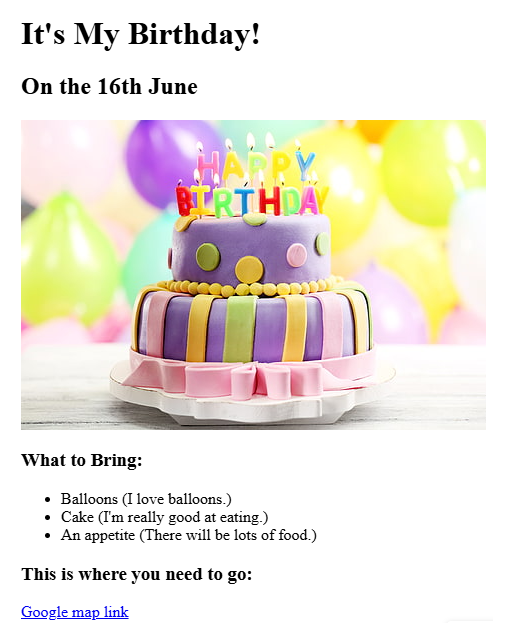 It's My Birthday!
On the 16th June
HAPPY
BIRTHDAY
What to Bring:
Balloons (I love balloons.)
Cake (I'm really good at eating.)
An appetite (There will be lots of food.)
This is where you need to go:
Google map link